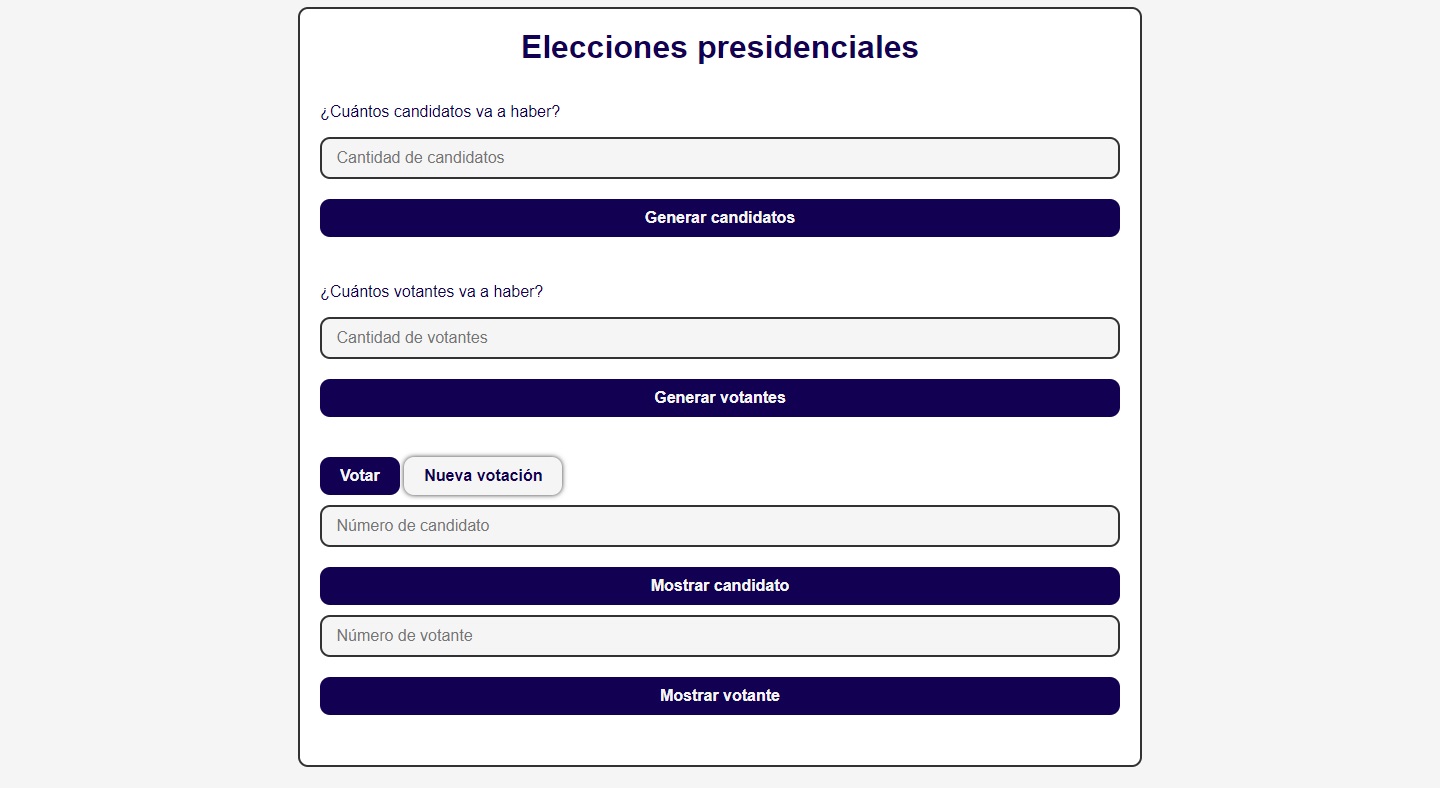 Elecciones presidenciales
¿Cuántos candidatos va a haber?
Cantidad de candidatos
Generar candidatos
¿Cuántos votantes va a haber?
Cantidad de votantes
Generar votantes
Votar Nueva votación
Número de candidato
Mostrar candidato
Número de votante
Mostrar votante